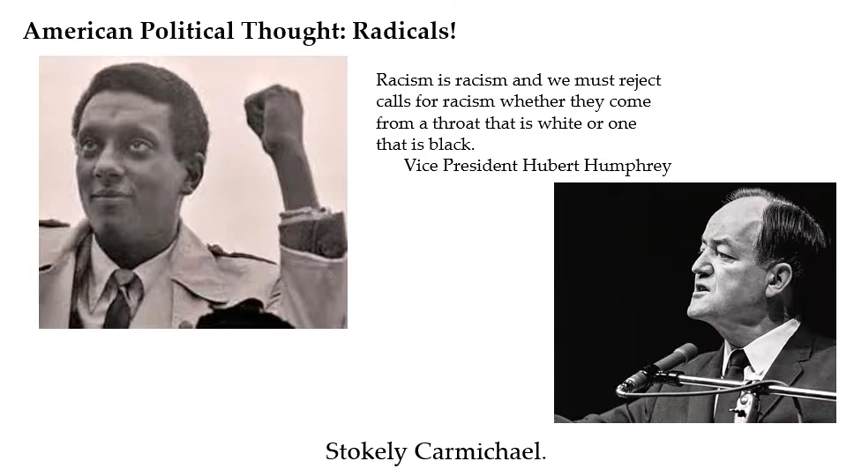 American Political Thought: Radicals!
Racism is racism and we must reject
calls for racism whether they come
from a throat that is white or one
that is black.
Vice President Hubert Humphrey
Stokely Carmichael.